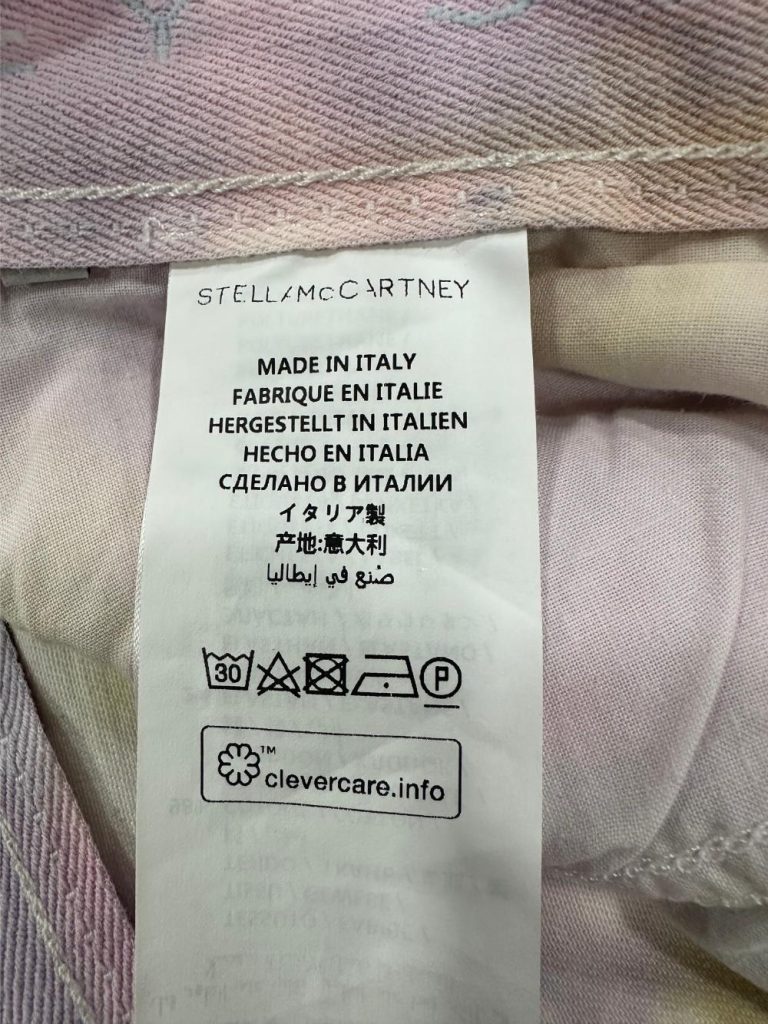 STELLAMcCARTNEY
MADE IN ITALY
FABRIQUE EN ITALIE
HERGESTELLT IN ITALIEN
HECHO EN ITALIA
СДЕЛАНО В ИТАЛИИ
イタリア製
产地:意大利
صنع في إيطاليا
30 P
™ clevercare.info